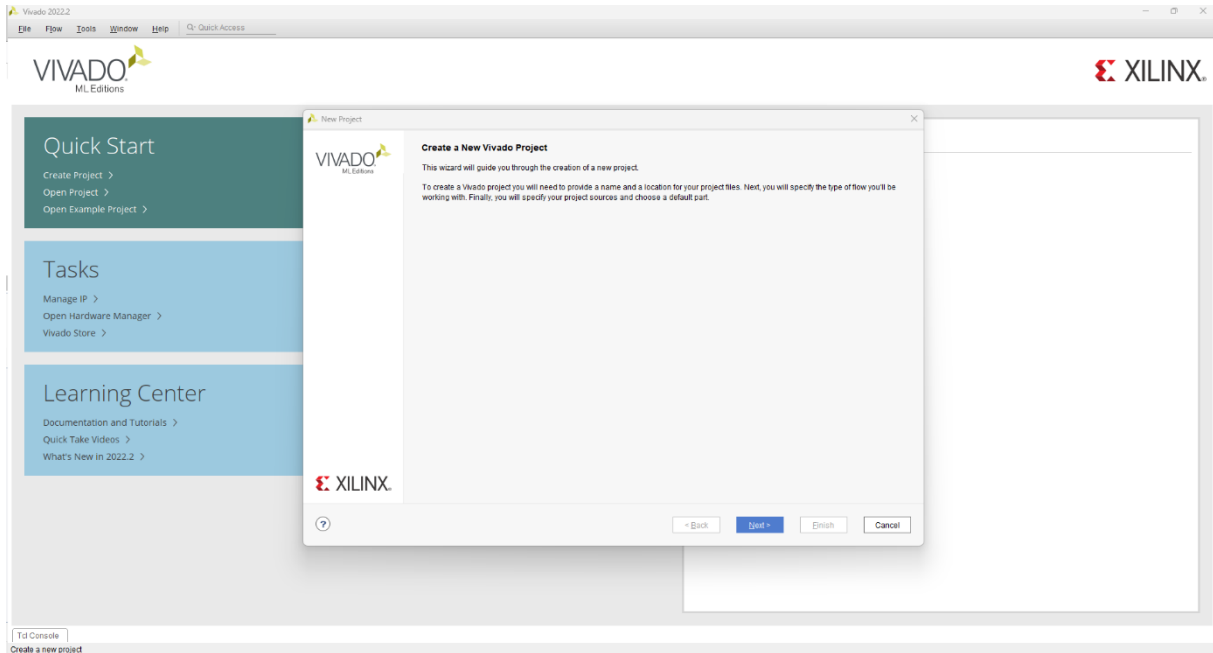 Vivado 2022.2
File Flow Tools Window Help Quick Access
VIVADO
ML Editions
XILINX
Quick Start
Create Project >
Open Project >
Open Example Project >
Tasks
Manage IP >
Open Hardware Manager >
Vivado Store >
Learning Center
Documentation and Tutorials >
Quick Take Videos >
What's New in 2022.2 >
New Project
VIVADO
ML Editions
Create a New Vivado Project
This wizard will guide you through the creation of a new project.
To create a Vivado project you will need to provide a name and a location for your project files. Next, you will specify the type of flow you'll be
working with. Finally, you will specify your project sources and choose a default part.
XILINX
? < Back Next > Finish Cancel
Tcl Console
Create a new project